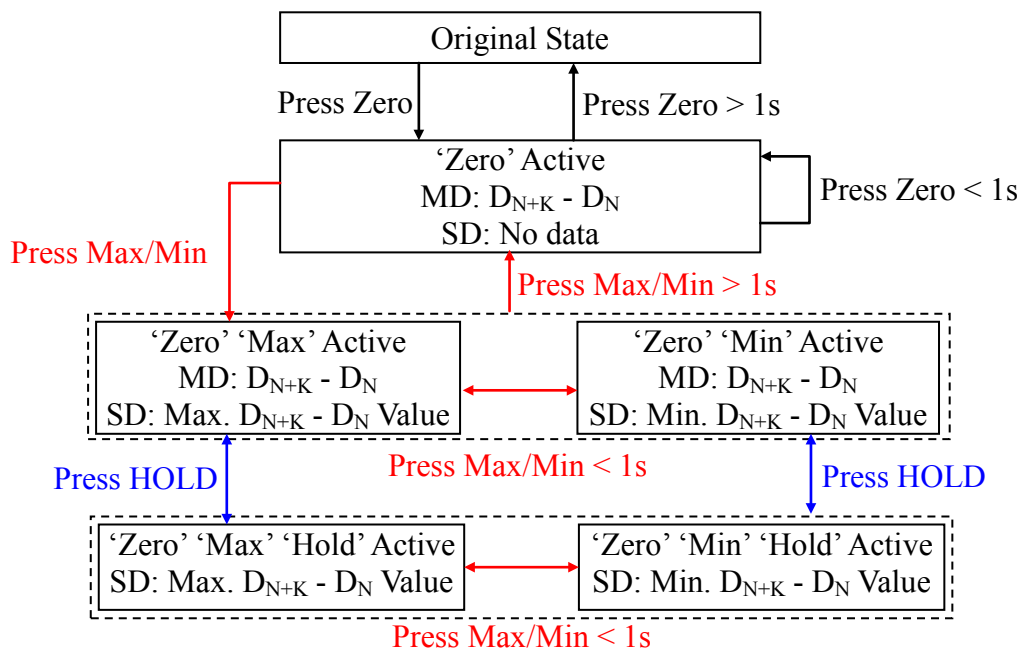 Original State
Press Zero
Press Zero > 1s
‘Zero’ Active
MD: D_{N+K} - D_N
SD: No data
Press Zero < 1s
Press Max/Min
Press Max/Min > 1s
‘Zero’ ‘Max’ Active
MD: D_{N+K} - D_N
SD: Max. D_{N+K} - D_N Value
‘Zero’ ‘Min’ Active
MD: D_{N+K} - D_N
SD: Min. D_{N+K} - D_N Value
Press Max/Min < 1s
Press HOLD
Press HOLD
‘Zero’ ‘Max’ ‘Hold’ Active
SD: Max. D_{N+K} - D_N Value
‘Zero’ ‘Min’ ‘Hold’ Active
SD: Min. D_{N+K} - D_N Value
Press Max/Min < 1s